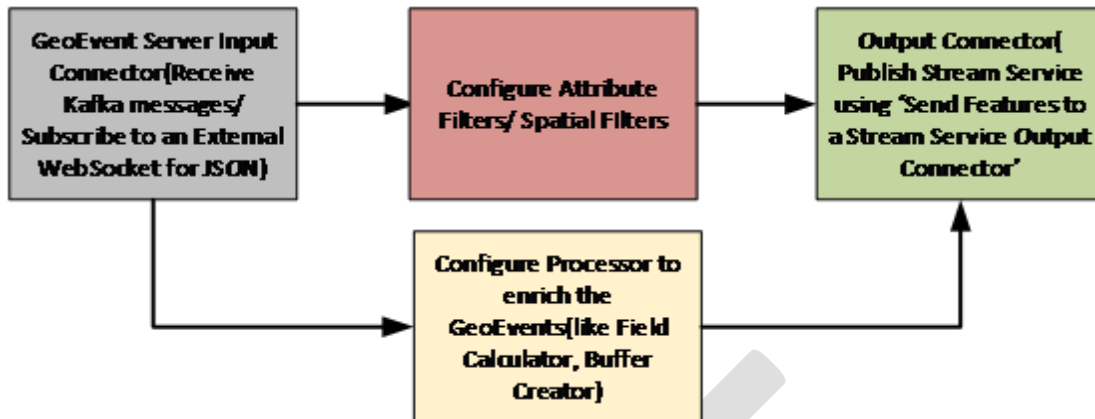 GeoEvent Server Input
Connector(Receive
Kafka messages/
Subscribe to an External
WebSocket for JSON)
Configure Attribute
Filters/ Spatial Filters
Output Connector(
Publish Stream Service
using ‘Send Features to
a Stream Service Output
Connector’
Configure Processor to
enrich the
GeoEvents(like Field
Calculator, Buffer
Creator)